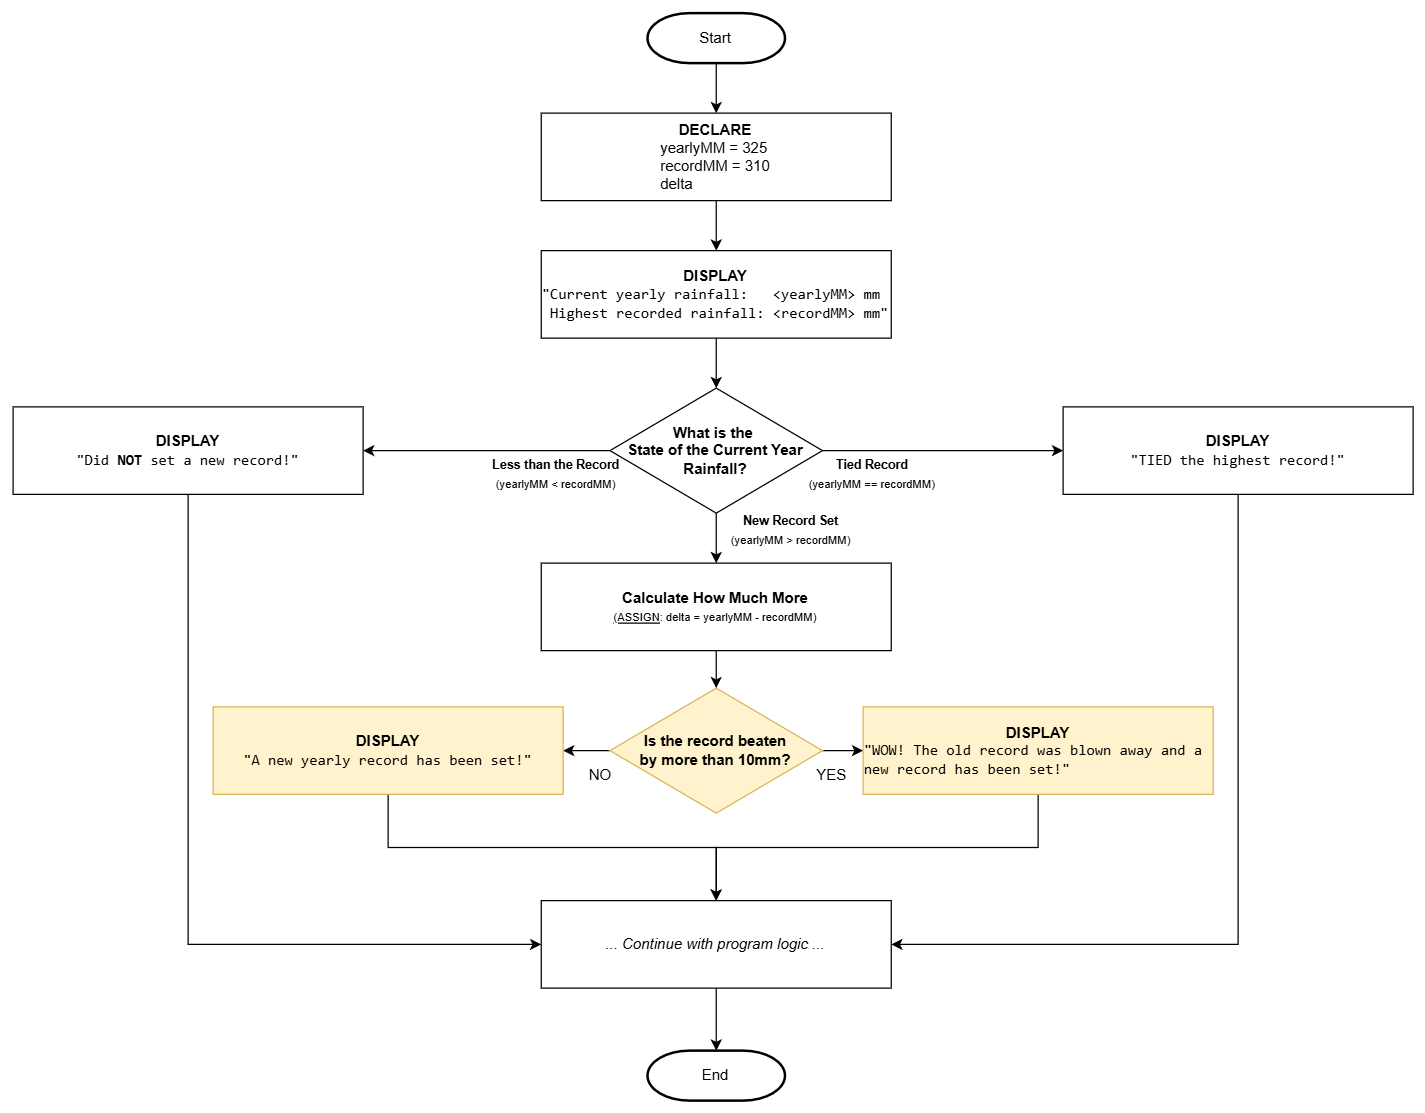 Start
DECLARE
yearlyMM = 325
recordMM = 310
delta
DISPLAY
"Current yearly rainfall:   <yearlyMM> mm
Highest recorded rainfall: <recordMM> mm"
What is the
State of the Current Year
Rainfall?
DISPLAY
"Did NOT set a new record!"
Less than the Record
(yearlyMM < recordMM)
Tied Record
(yearlyMM == recordMM)
DISPLAY
"TIED the highest record!"
New Record Set
(yearlyMM > recordMM)
Calculate How Much More
(ASSIGN: delta = yearlyMM - recordMM)
Is the record beaten
by more than 10mm?
NO
YES
DISPLAY
"A new yearly record has been set!"
DISPLAY
"WOW! The old record was blown away and a
new record has been set!"
... Continue with program logic ...
End